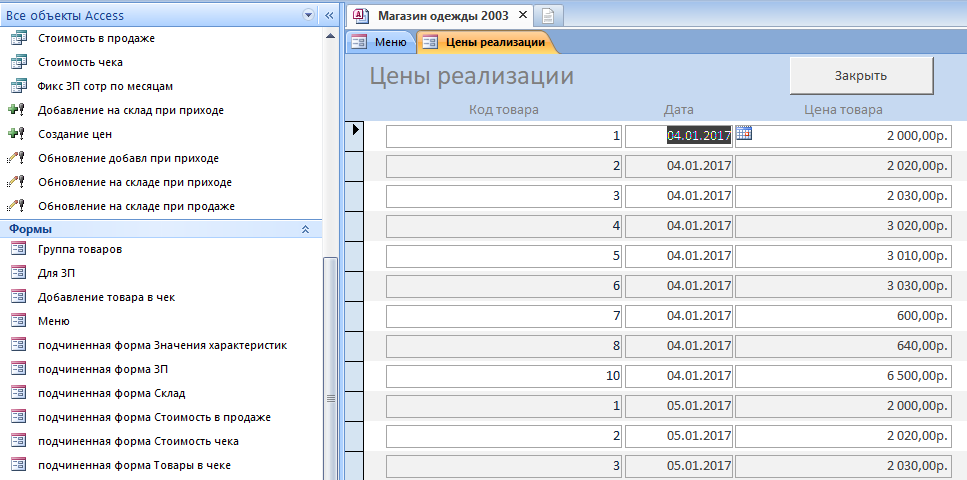 Все объекты Access
«
Стоимость в продаже
Стоимость чека
Фикс ЗП сотр по месяцам
Добавление на склад при приходе
Создание цен
Обновление добавл при приходе
Обновление на складе при приходе
Обновление на складе при продаже
Формы
Группа товаров
Для ЗП
Добавление товара в чек
Меню
подчиненная форма Значения характеристик
подчиненная форма ЗП
подчиненная форма Склад
подчиненная форма Стоимость в продаже
подчиненная форма Стоимость чека
подчиненная форма Товары в чеке
Магазин одежды 2003
Меню Цены реализации
Цены реализации Закрыть
Код товара Дата Цена товара
1 04.01.2017 2 000,00р.
2 04.01.2017 2 020,00р.
3 04.01.2017 2 030,00р.
4 04.01.2017 3 020,00р.
5 04.01.2017 3 010,00р.
6 04.01.2017 3 030,00р.
7 04.01.2017 600,00р.
8 04.01.2017 640,00р.
10 04.01.2017 6 500,00р.
1 05.01.2017 2 000,00р.
2 05.01.2017 2 020,00р.
3 05.01.2017 2 030,00р.